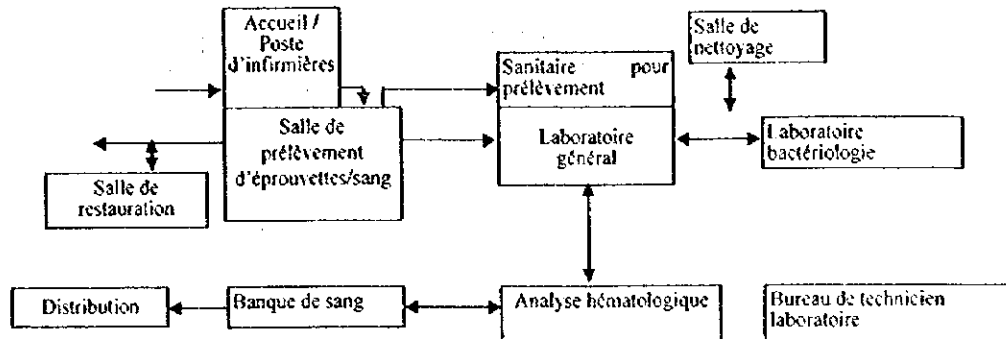 Accueil /
Poste
d'infirmières
Salle de
nettoyage
Sanitaire pour
prélèvement
Salle de
prélèvement
d'éprouvettes/sang
Laboratoire
général
Laboratoire
bactériologie
Salle de
restauration
Distribution
Banque de sang
Analyse hématologique
Bureau de technicien
laboratoire